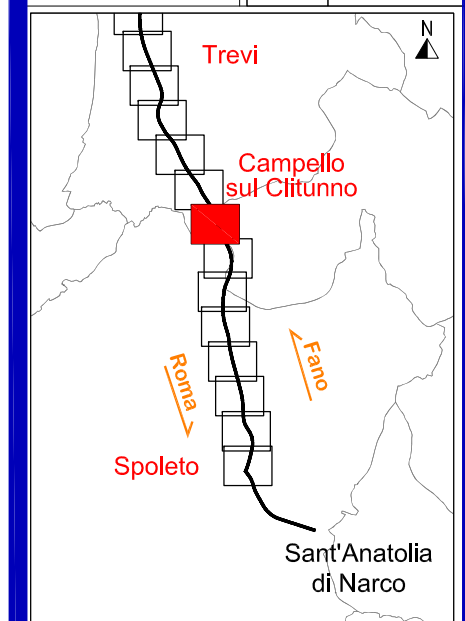 N
Trevi
Campello
sul Clitunno
Fano
Roma
Spoleto
Sant'Anatolia
di Narco